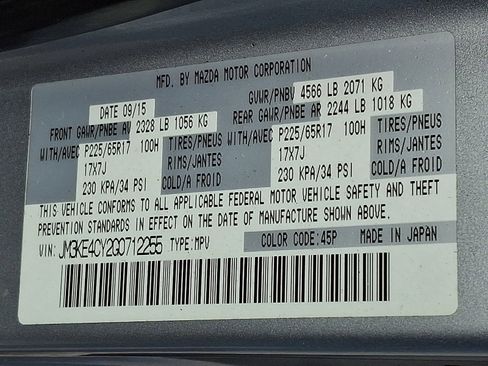 MFD. BY MAZDA MOTOR CORPORATION
DATE 09/15 GVWR/PNBV 4566 LB 2071 KG
FRONT GAWR/PNBE AV 2328 LB 1056 KG REAR GAWR/PNBE AR 2244 LB 1018 KG
WITH/AVEC P225/65R17 100H TIRES/PNEUS WITH/AVEC P225/65R17 100H TIRES/PNEUS
17X7J RIMS/JANTES 17X7J RIMS/JANTES
230 KPA/34 PSI COLD/A FROID 230 KPA/34 PSI COLD/A FROID
THIS VEHICLE CONFORMS TO ALL APPLICABLE FEDERAL MOTOR VEHICLE SAFETY AND THEFT
PREVENTION STANDARDS IN EFFECT ON THE DATE OF MANUFACTURE SHOWN ABOVE.
VIN: JM3KE4CY2G0712255 TYPE: MPV COLOR CODE:45P MADE IN JAPAN